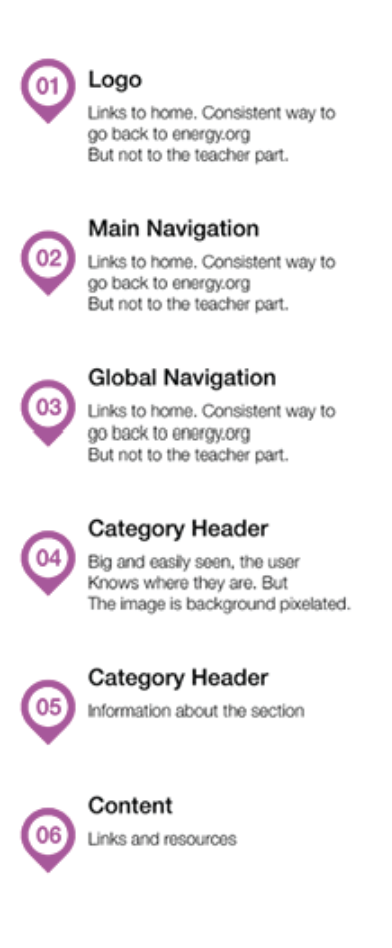 01
Logo
Links to home. Consistent way to
go back to energy.org
But not to the teacher part.
02
Main Navigation
Links to home. Consistent way to
go back to energy.org
But not to the teacher part.
03
Global Navigation
Links to home. Consistent way to
go back to energy.org
But not to the teacher part.
04
Category Header
Big and easily seen, the user
Knows where they are. But
The image is background pixelated.
05
Category Header
Information about the section
06
Content
Links and resources